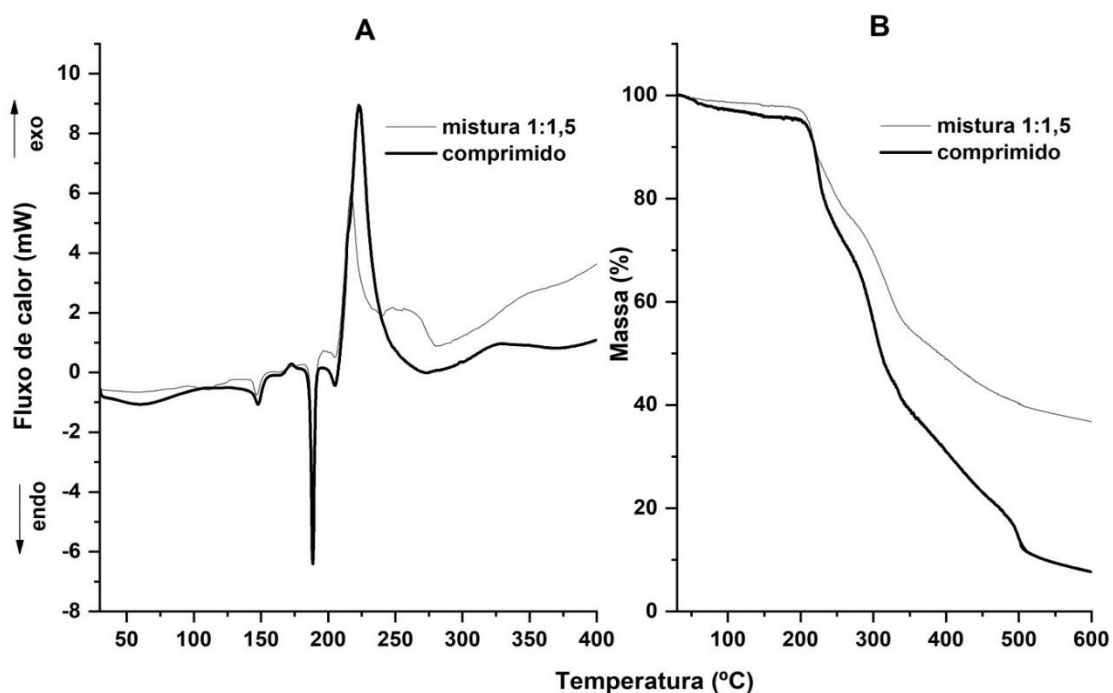 A
10
8
6
4
2
0
-2
-4
-6
-8
50 100 150 200 250 300 350 400
Fluxo de calor (mW)
exo
endo
mistura 1:1,5
comprimido
B
100
80
60
40
20
0
100 200 300 400 500 600
Massa (%)
mistura 1:1,5
comprimido
Temperatura (ºC)